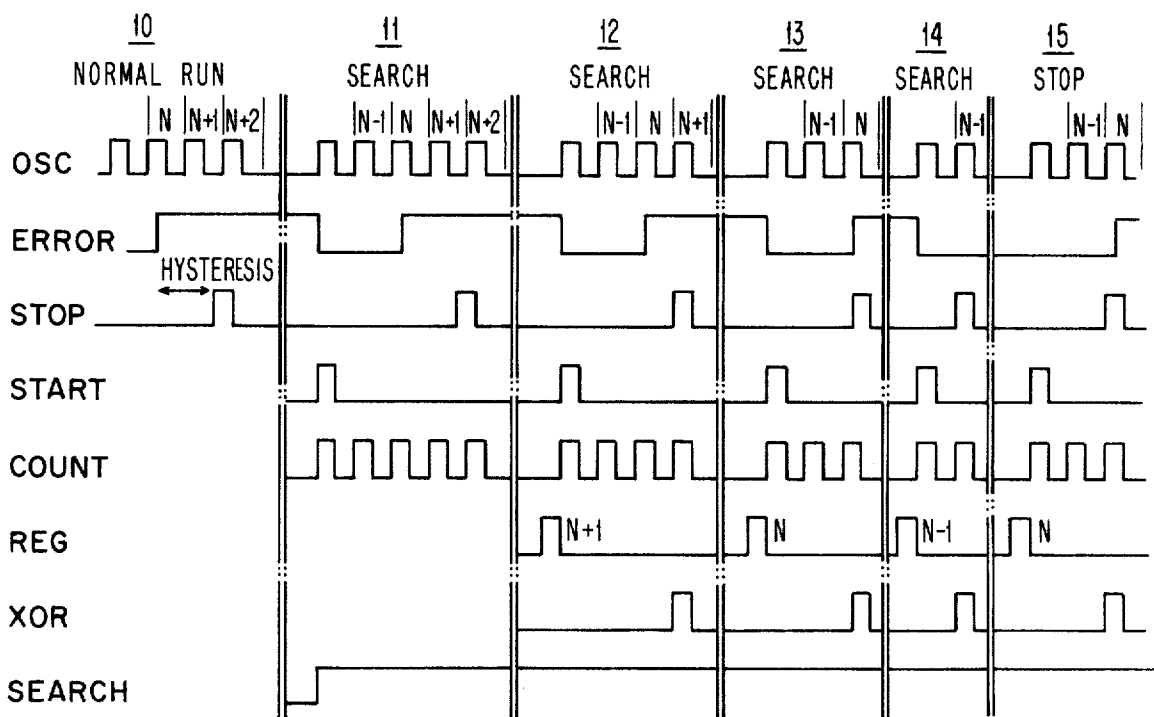 10 11 12 13 14 15
NORMAL RUN SEARCH SEARCH SEARCH SEARCH STOP
N N+1 N+2 N-1 N N+1 N+2 N-1 N N+1 N-1 N N-1 N-1 N
OSC
ERROR
HYSTERESIS
STOP
START
COUNT
REG N+1 N N-1 N
XOR
SEARCH